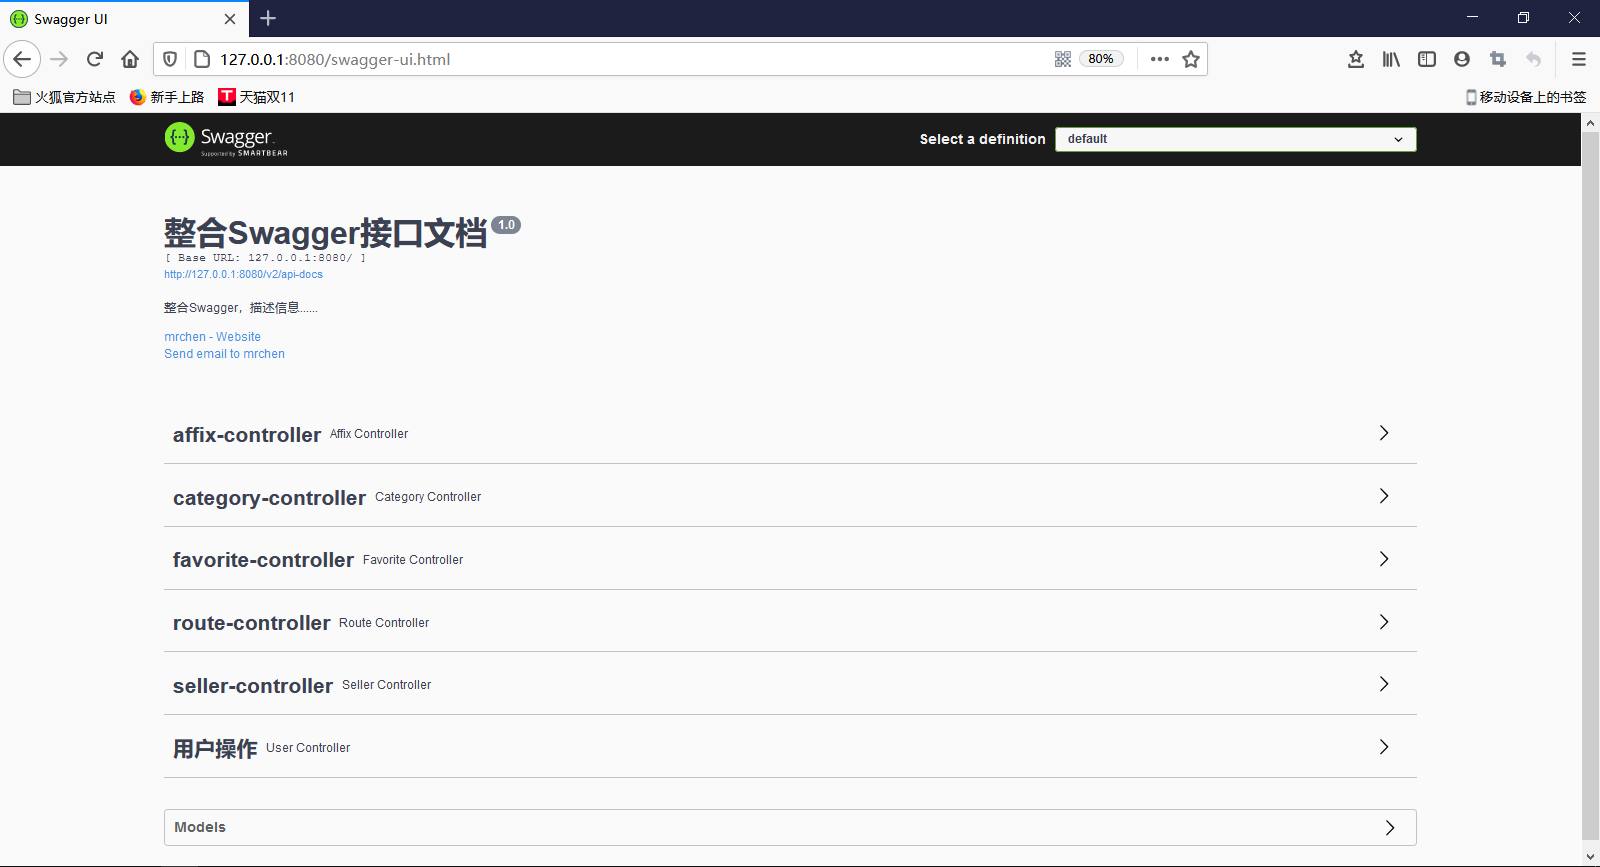 Swagger UI
127.0.0.1:8080/swagger-ui.html
80%
火狐官方站点 新手上路 天猫双11 移动设备上的书签
Swagger.
Supported by SMARTBEAR
Select a definition default
整合Swagger接口文档 1.0
[ Base URL: 127.0.0.1:8080/ ]
http://127.0.0.1:8080/v2/api-docs
整合Swagger，描述信息......
mrchen - Website
Send email to mrchen
affix-controller Affix Controller
category-controller Category Controller
favorite-controller Favorite Controller
route-controller Route Controller
seller-controller Seller Controller
用户操作 User Controller
Models